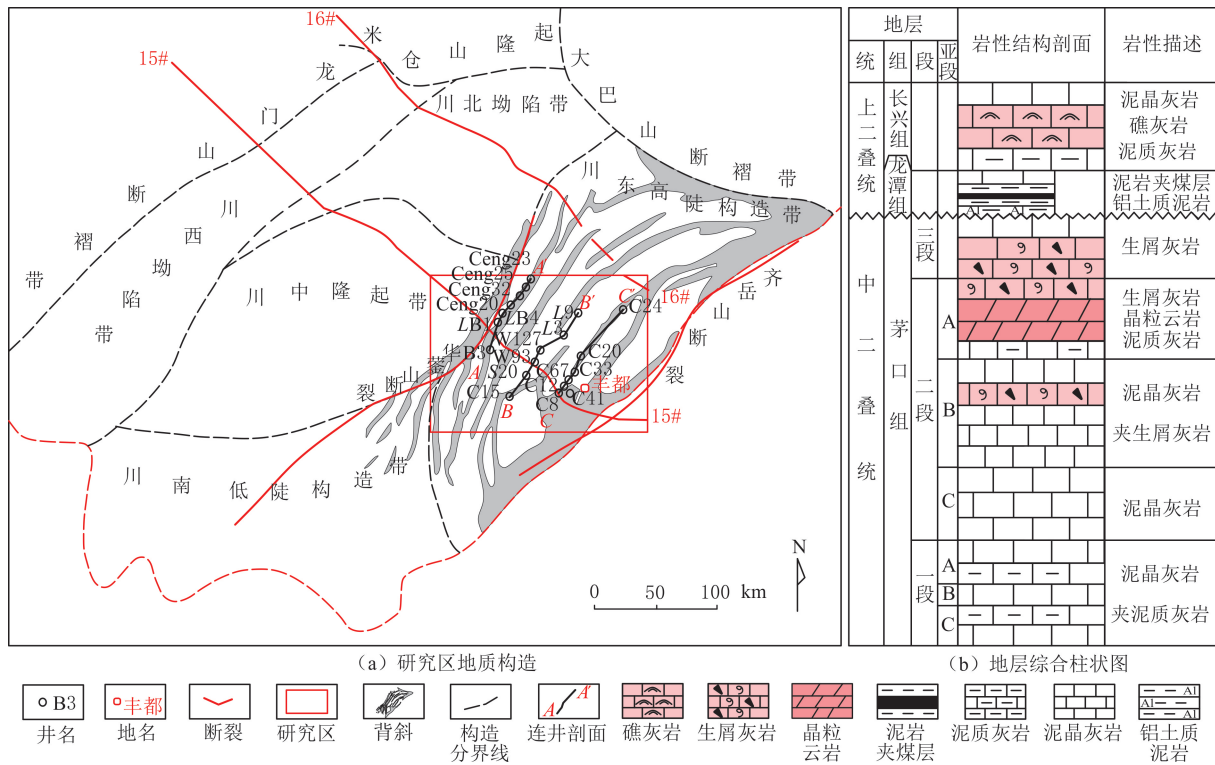 16#
15#
米仓山隆起
龙门山断褶带
大巴山断褶带
川北坳陷带
川西坳陷带
川东高陡构造带
川中隆起带
川南低陡构造带
华蓥山断裂
齐岳山断裂
Ceng23
Ceng25
Ceng32
Ceng20
LB1
LB4
A
L9
B′
C′
C24
16#
L3
W127
华B3
W93
A
S20
C20
C67
C33
C15
C12
丰都
B
C8
C41
C
15#
N
0 50 100 km
(a) 研究区地质构造
地层
岩性结构剖面
岩性描述
统
组
段
亚段
上二叠统
长兴组
泥晶灰岩
礁灰岩
泥质灰岩
龙潭组
泥岩夹煤层
铝土质泥岩
Al
Al
中二叠统
茅口组
三段
生屑灰岩
二段
A
生屑灰岩
晶粒云岩
泥质灰岩
B
泥晶灰岩
夹生屑灰岩
C
泥晶灰岩
一段
A
B
C
泥晶灰岩
夹泥质灰岩
(b) 地层综合柱状图
B3
丰都
A
A′
Al
Al
Al
井名
地名
断裂
研究区
背斜
构造
分界线
连井剖面
礁灰岩
生屑灰岩
晶粒
云岩
泥岩
夹煤层
泥质灰岩
泥晶灰岩
铝土质
泥岩